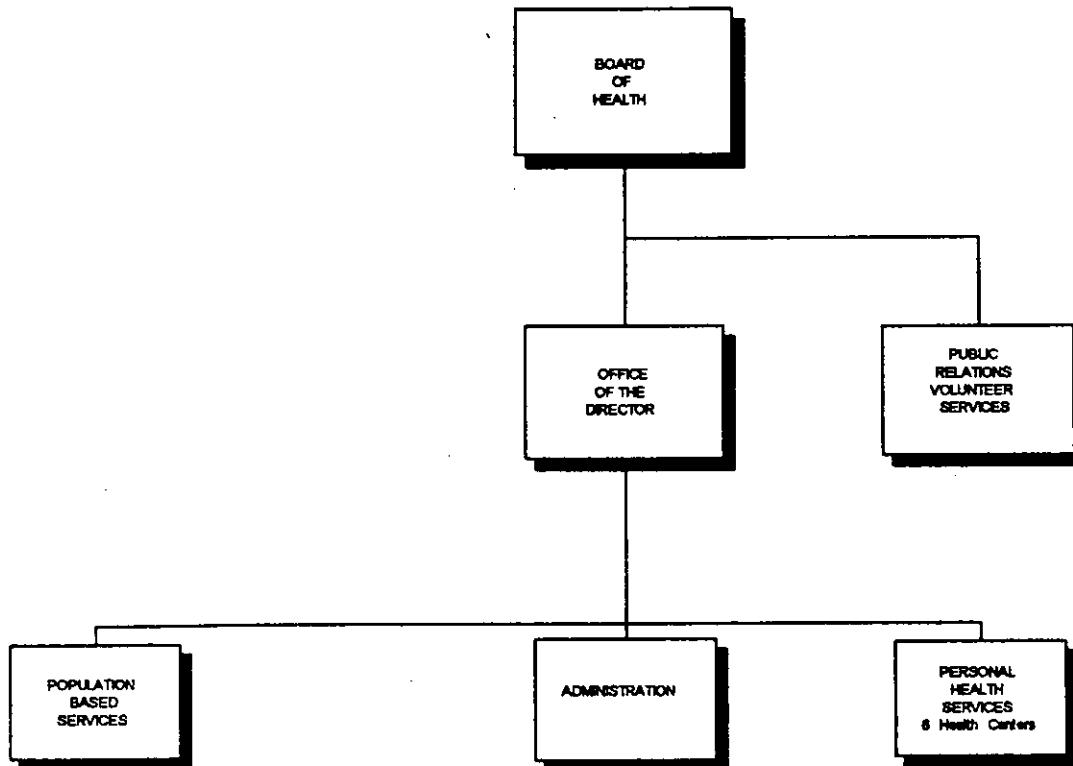 BOARD
OF
HEALTH
OFFICE
OF THE
DIRECTOR
PUBLIC
RELATIONS
VOLUNTEER
SERVICES
POPULATION
BASED
SERVICES
ADMINISTRATION
PERSONAL
HEALTH
SERVICES
Health Centers